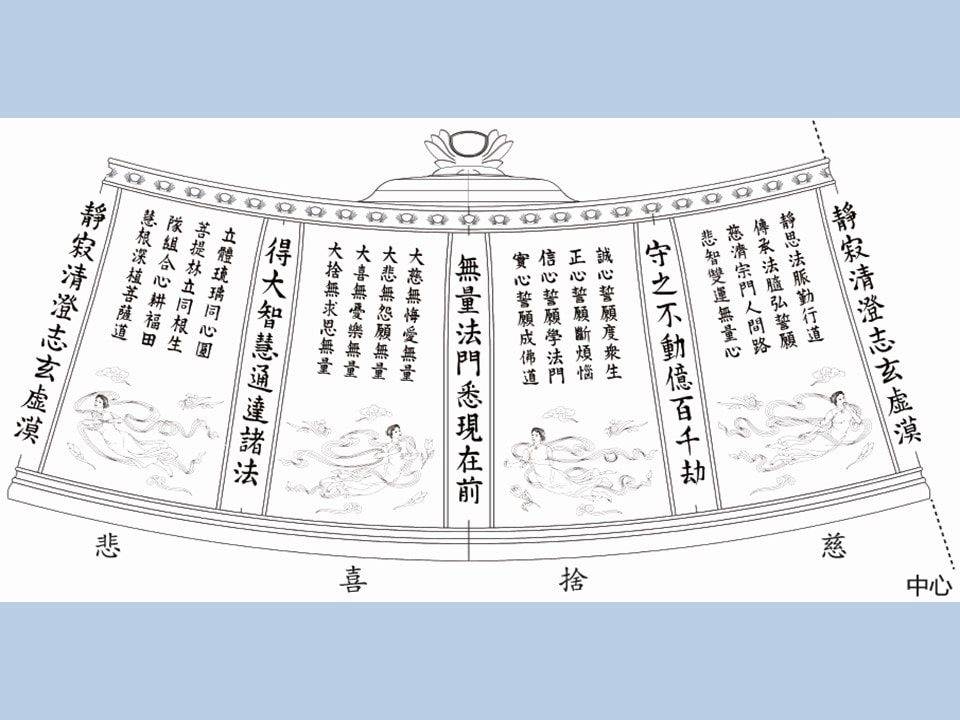 靜寂清澄志玄虛漠
靜思法脈勤行道
傳承法髓弘誓願
慈濟宗門人間路
悲智雙運無量心
守之不動億百千劫
誠心誓願度眾生
正心誓願斷煩惱
信心誓願學法門
實心誓願成佛道
無量法門悉現在前
大慈無悔愛無量
大悲無怨願無量
大喜無憂樂無量
大捨無求恩無量
得大智慧通達諸法
立體琉璃同心圓
菩提林立同根生
隊組合心耕福田
慧根深植菩薩道
靜寂清澄志玄虛漠
慈
捨
喜
悲
中心